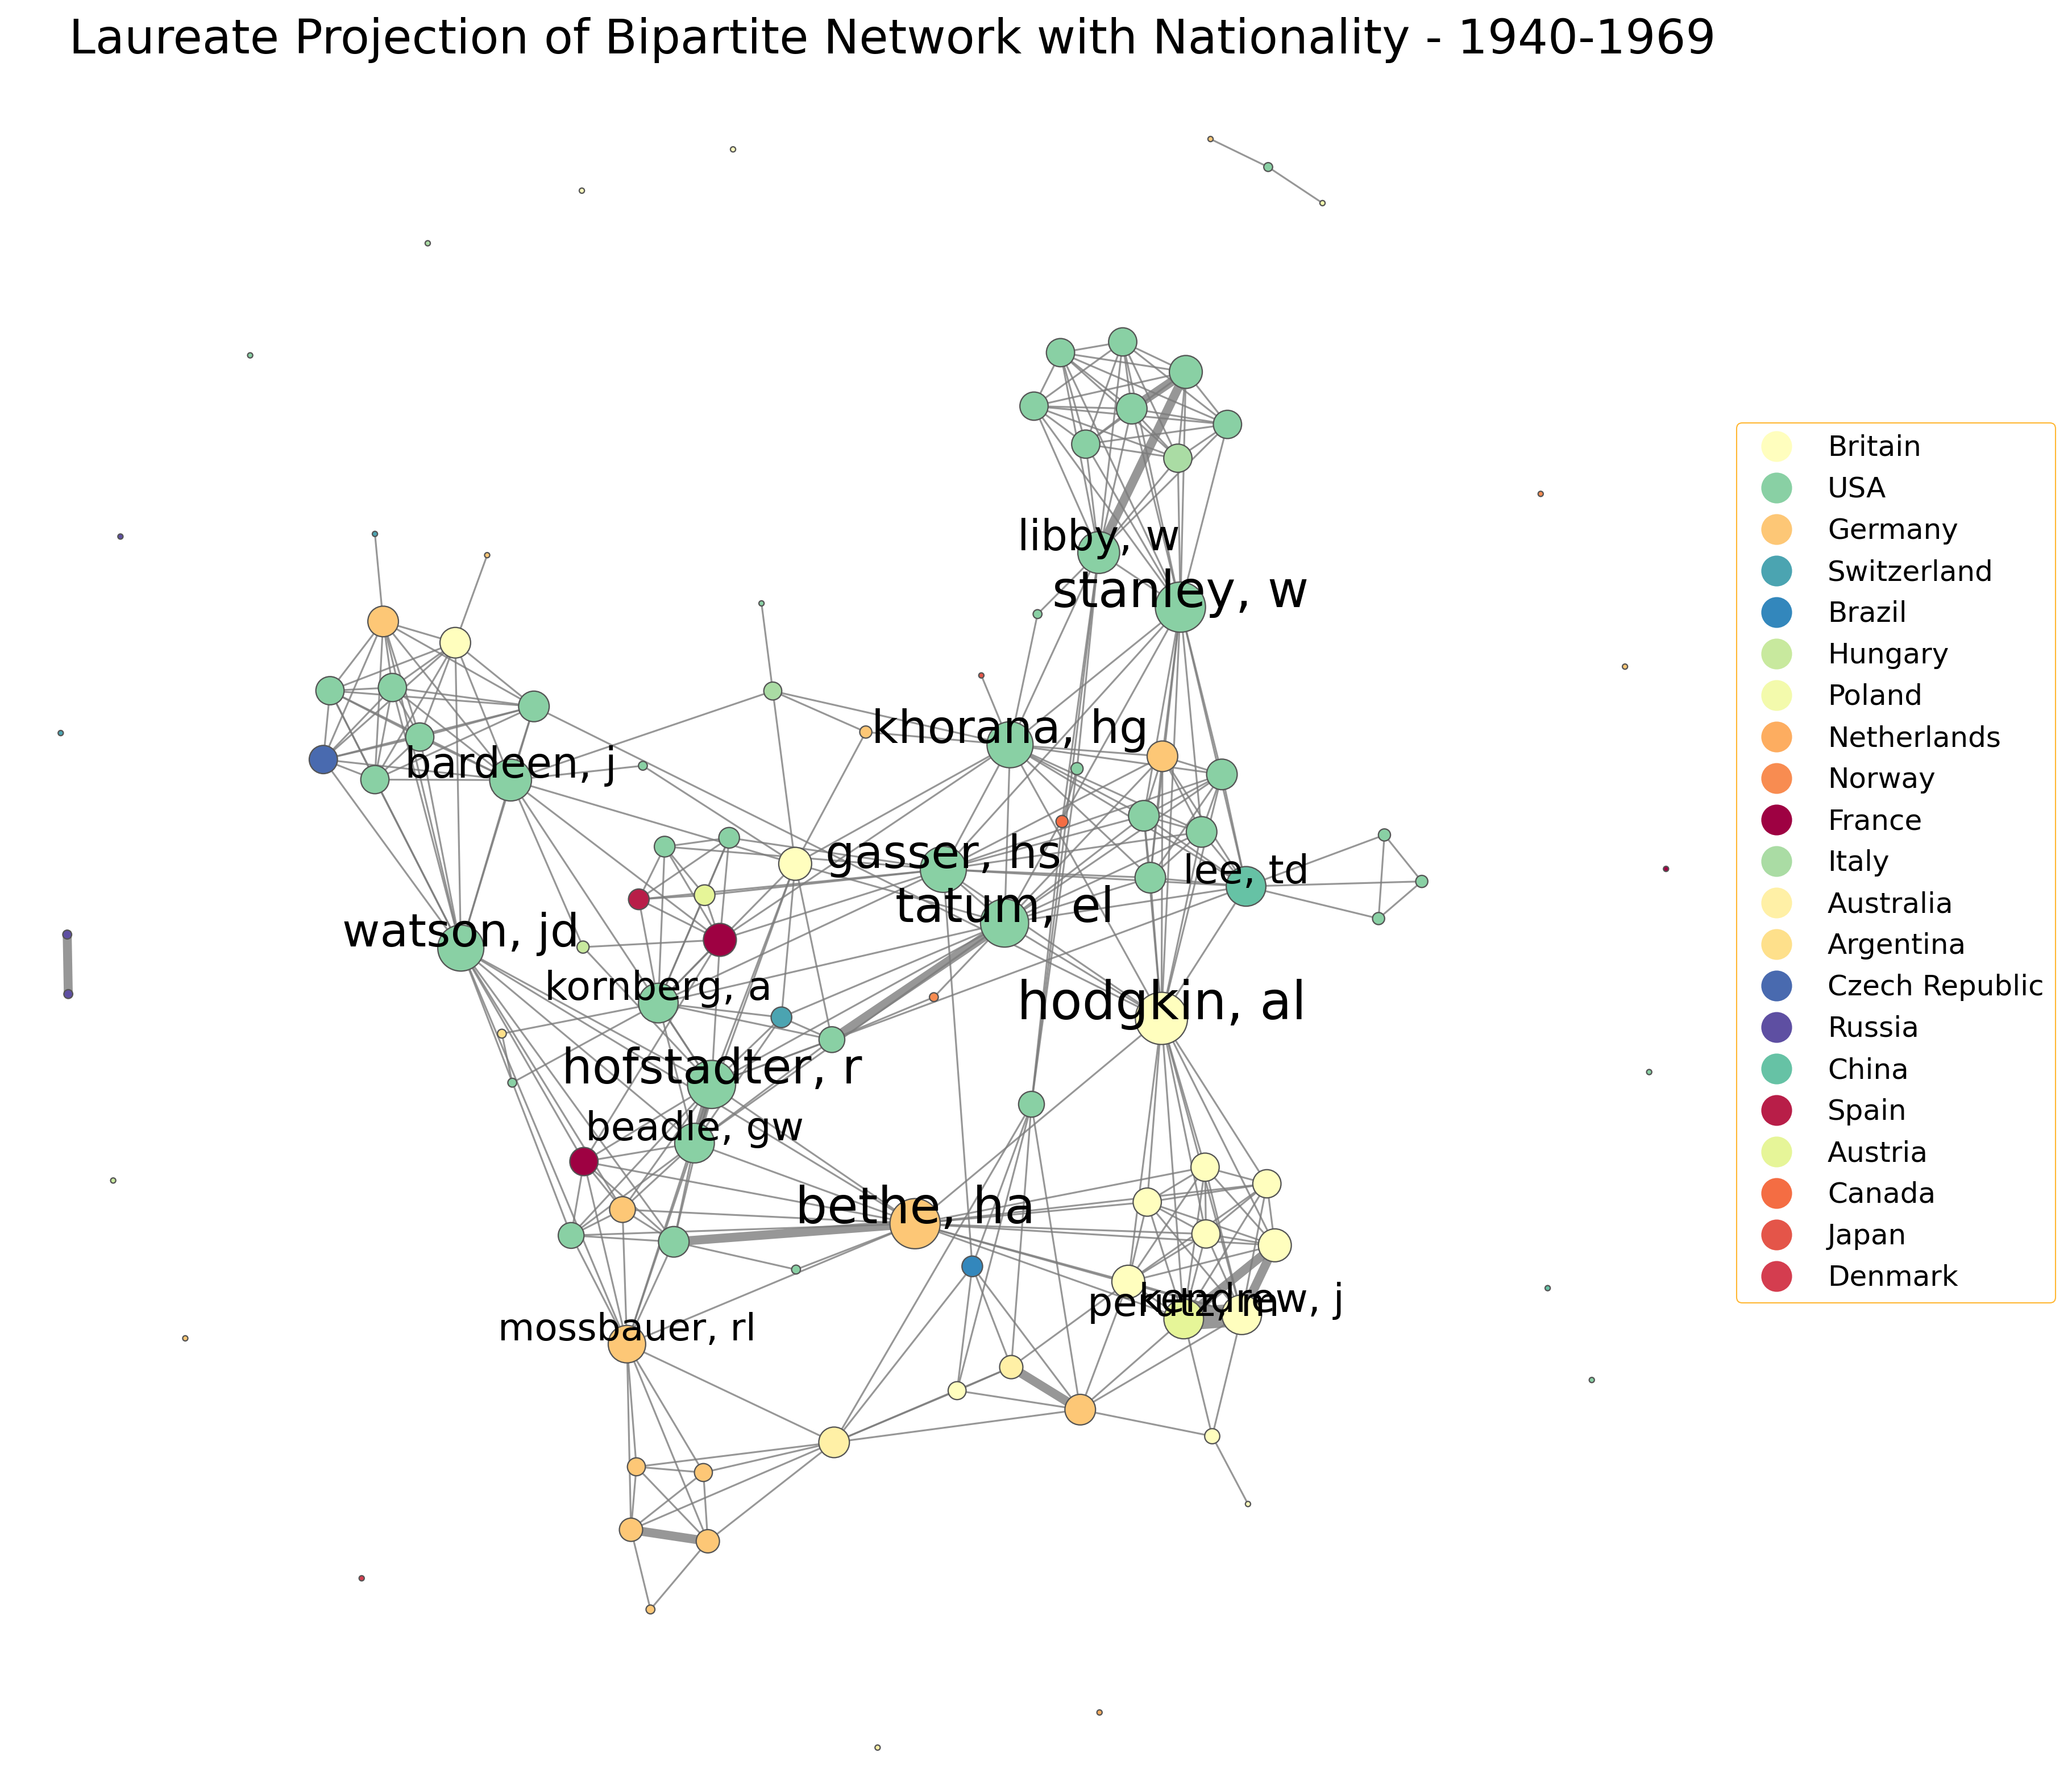 Laureate Projection of Bipartite Network with Nationality - 1940-1969
libby, w
stanley, w
khorana, hg
bardeen, j
gasser, hs
lee, td
tatum, el
watson, jd
kornberg, a
hodgkin, al
hofstadter, r
beadle, gw
bethe, ha
perutz, m
kendrew, j
mossbauer, rl
Britain
USA
Germany
Switzerland
Brazil
Hungary
Poland
Netherlands
Norway
France
Italy
Australia
Argentina
Czech Republic
Russia
China
Spain
Austria
Canada
Japan
Denmark